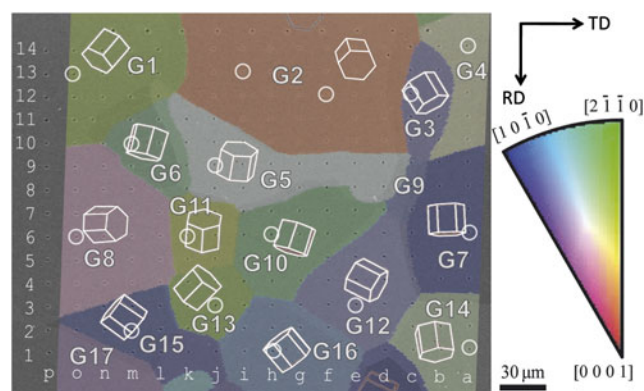 14
13
12
11
10
9
8
7
6
5
4
3
2
1
p o n m l k j i h g f e d c b a
G1
G2
G3
G4
G5
G6
G7
G8
G9
G10
G11
G12
G13
G14
G15
G16
G17
TD
RD
[1 0 1̄ 0]
[2 1̄ 1̄ 0]
[0 0 0 1]
30 μm